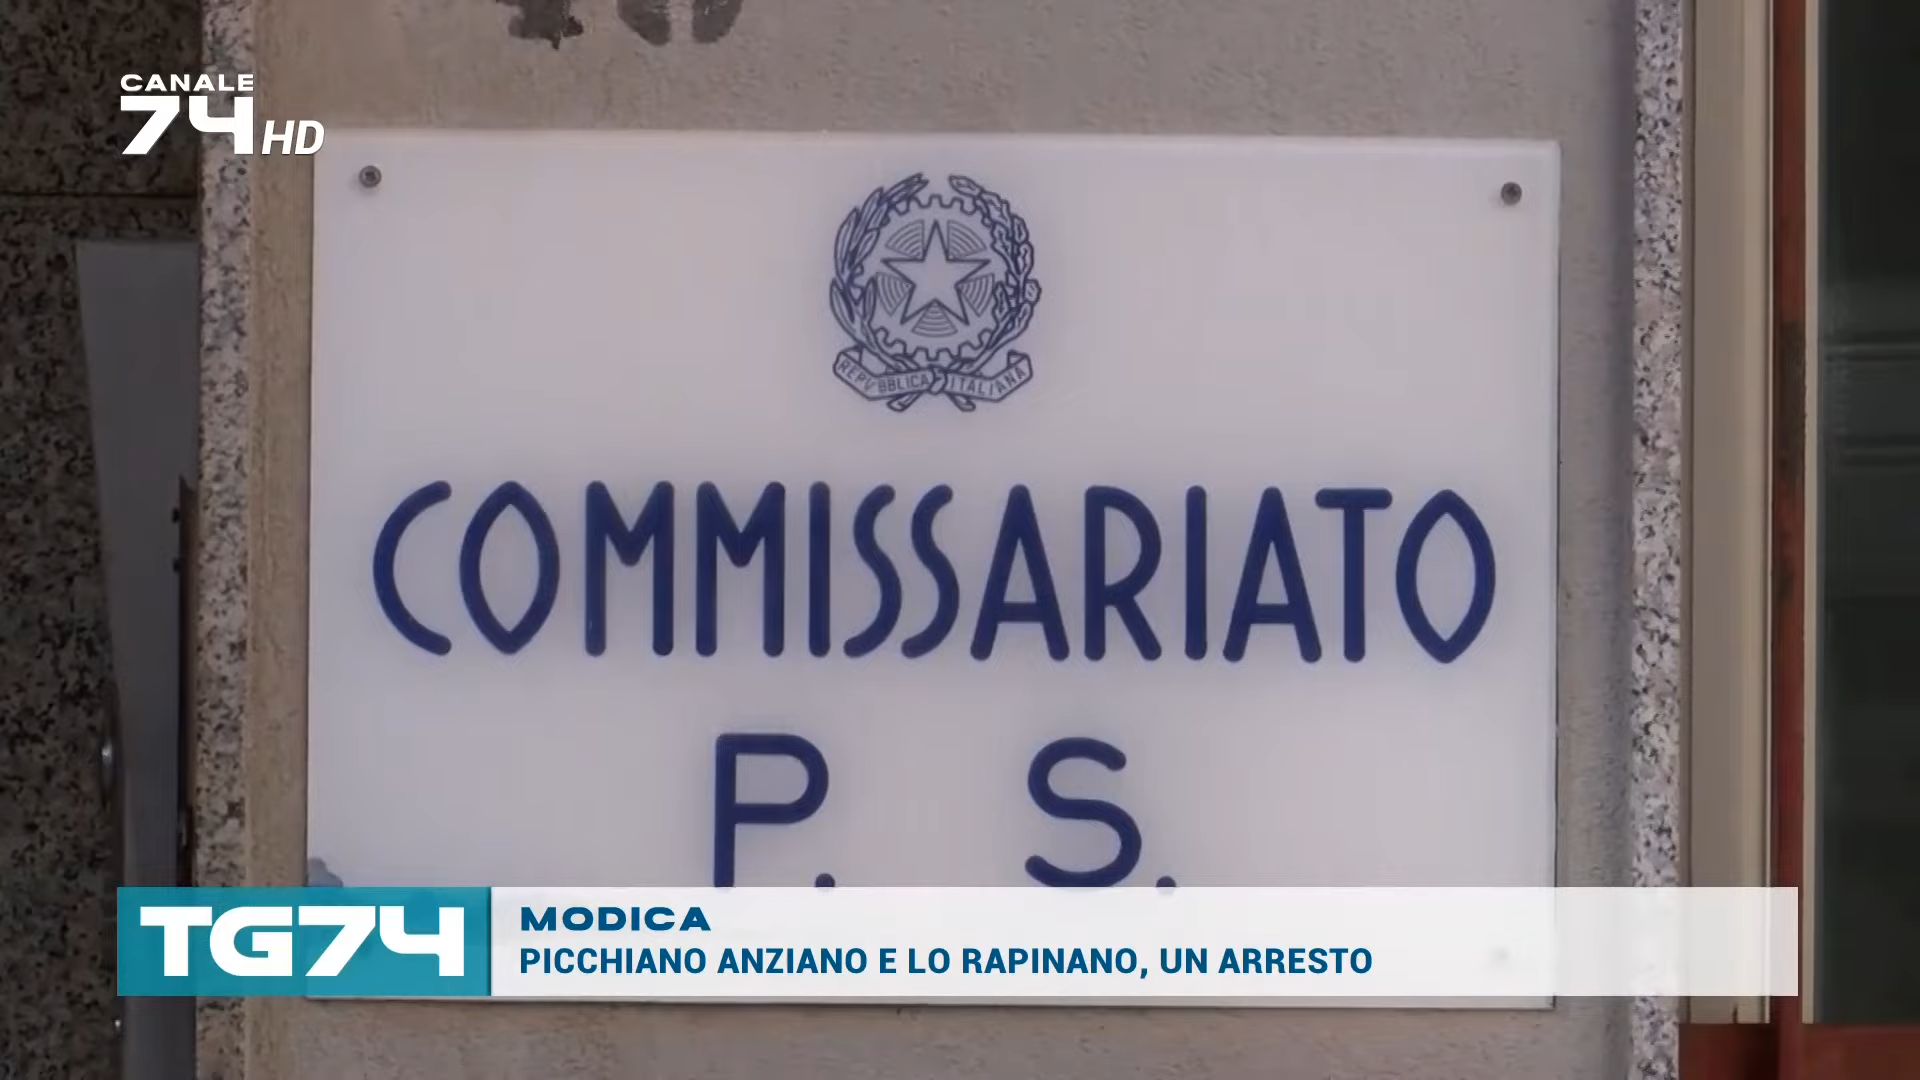 CANALE
74 HD
REPVBBLICA ITALIANA
COMMISSARIATO
P. S.
TG74
MODICA
PICCHIANO ANZIANO E LO RAPINANO, UN ARRESTO